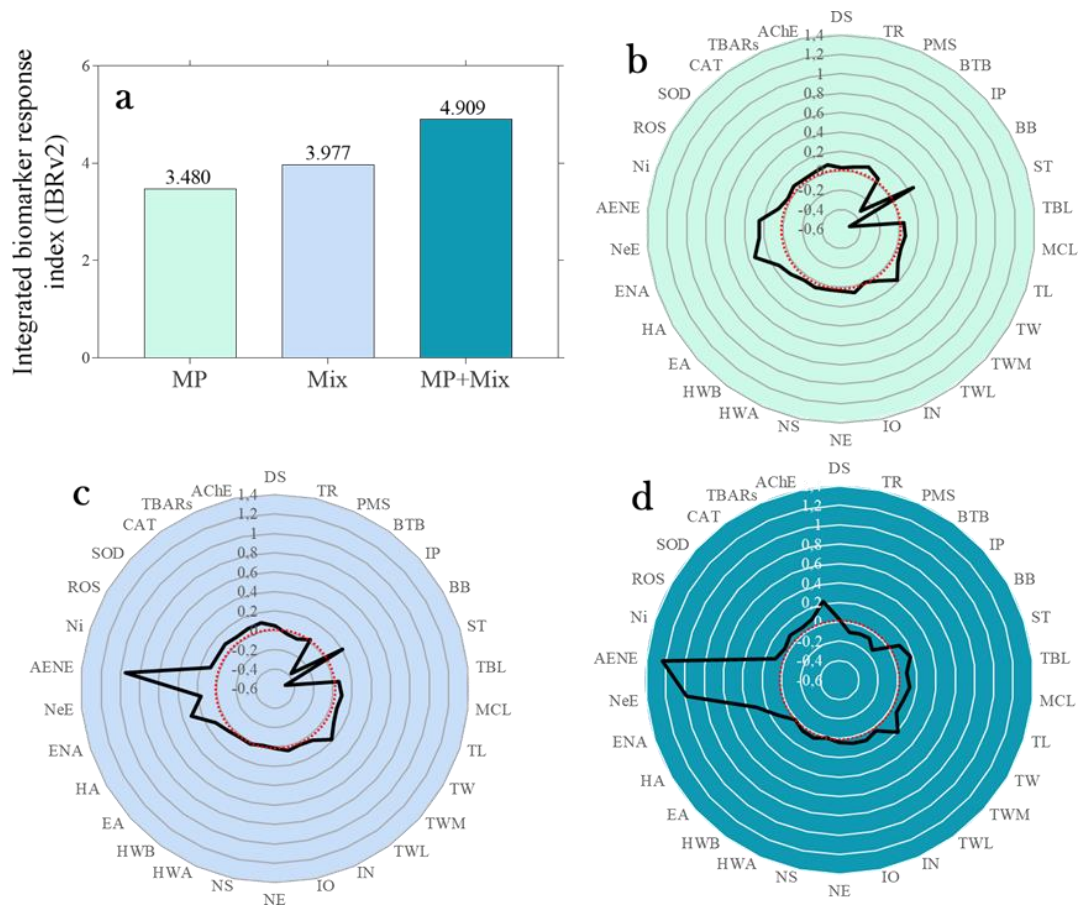 a
Integrated biomarker response
index (IBRv2)
6
4
2
0
3.480
3.977
4.909
MP
Mix
MP+Mix
b
DS
TR
PMS
BTB
IP
BB
ST
TBL
MCL
TL
TW
TWM
TWL
IN
IO
NE
NS
HWA
HWB
EA
HA
ENA
NeE
AENE
Ni
ROS
SOD
CAT
TBARs
AChE
1,4
1,2
1
0,8
0,6
0,4
0,2
0
-0,2
-0,4
-0,6
c
DS
TR
PMS
BTB
IP
BB
ST
TBL
MCL
TL
TW
TWM
TWL
IN
IO
NE
NS
HWA
HWB
EA
HA
ENA
NeE
AENE
Ni
ROS
SOD
CAT
TBARs
AChE
1,4
1,2
1
0,8
0,6
0,4
0,2
0
-0,2
-0,4
-0,6
d
DS
TR
PMS
BTB
IP
BB
ST
TBL
MCL
TL
TW
TWM
TWL
IN
IO
NE
NS
HWA
HWB
EA
HA
ENA
NeE
AENE
Ni
ROS
SOD
CAT
TBARs
AChE
1,2
1
0,8
0,6
0,4
0,2
0
-0,2
-0,4
-0,6